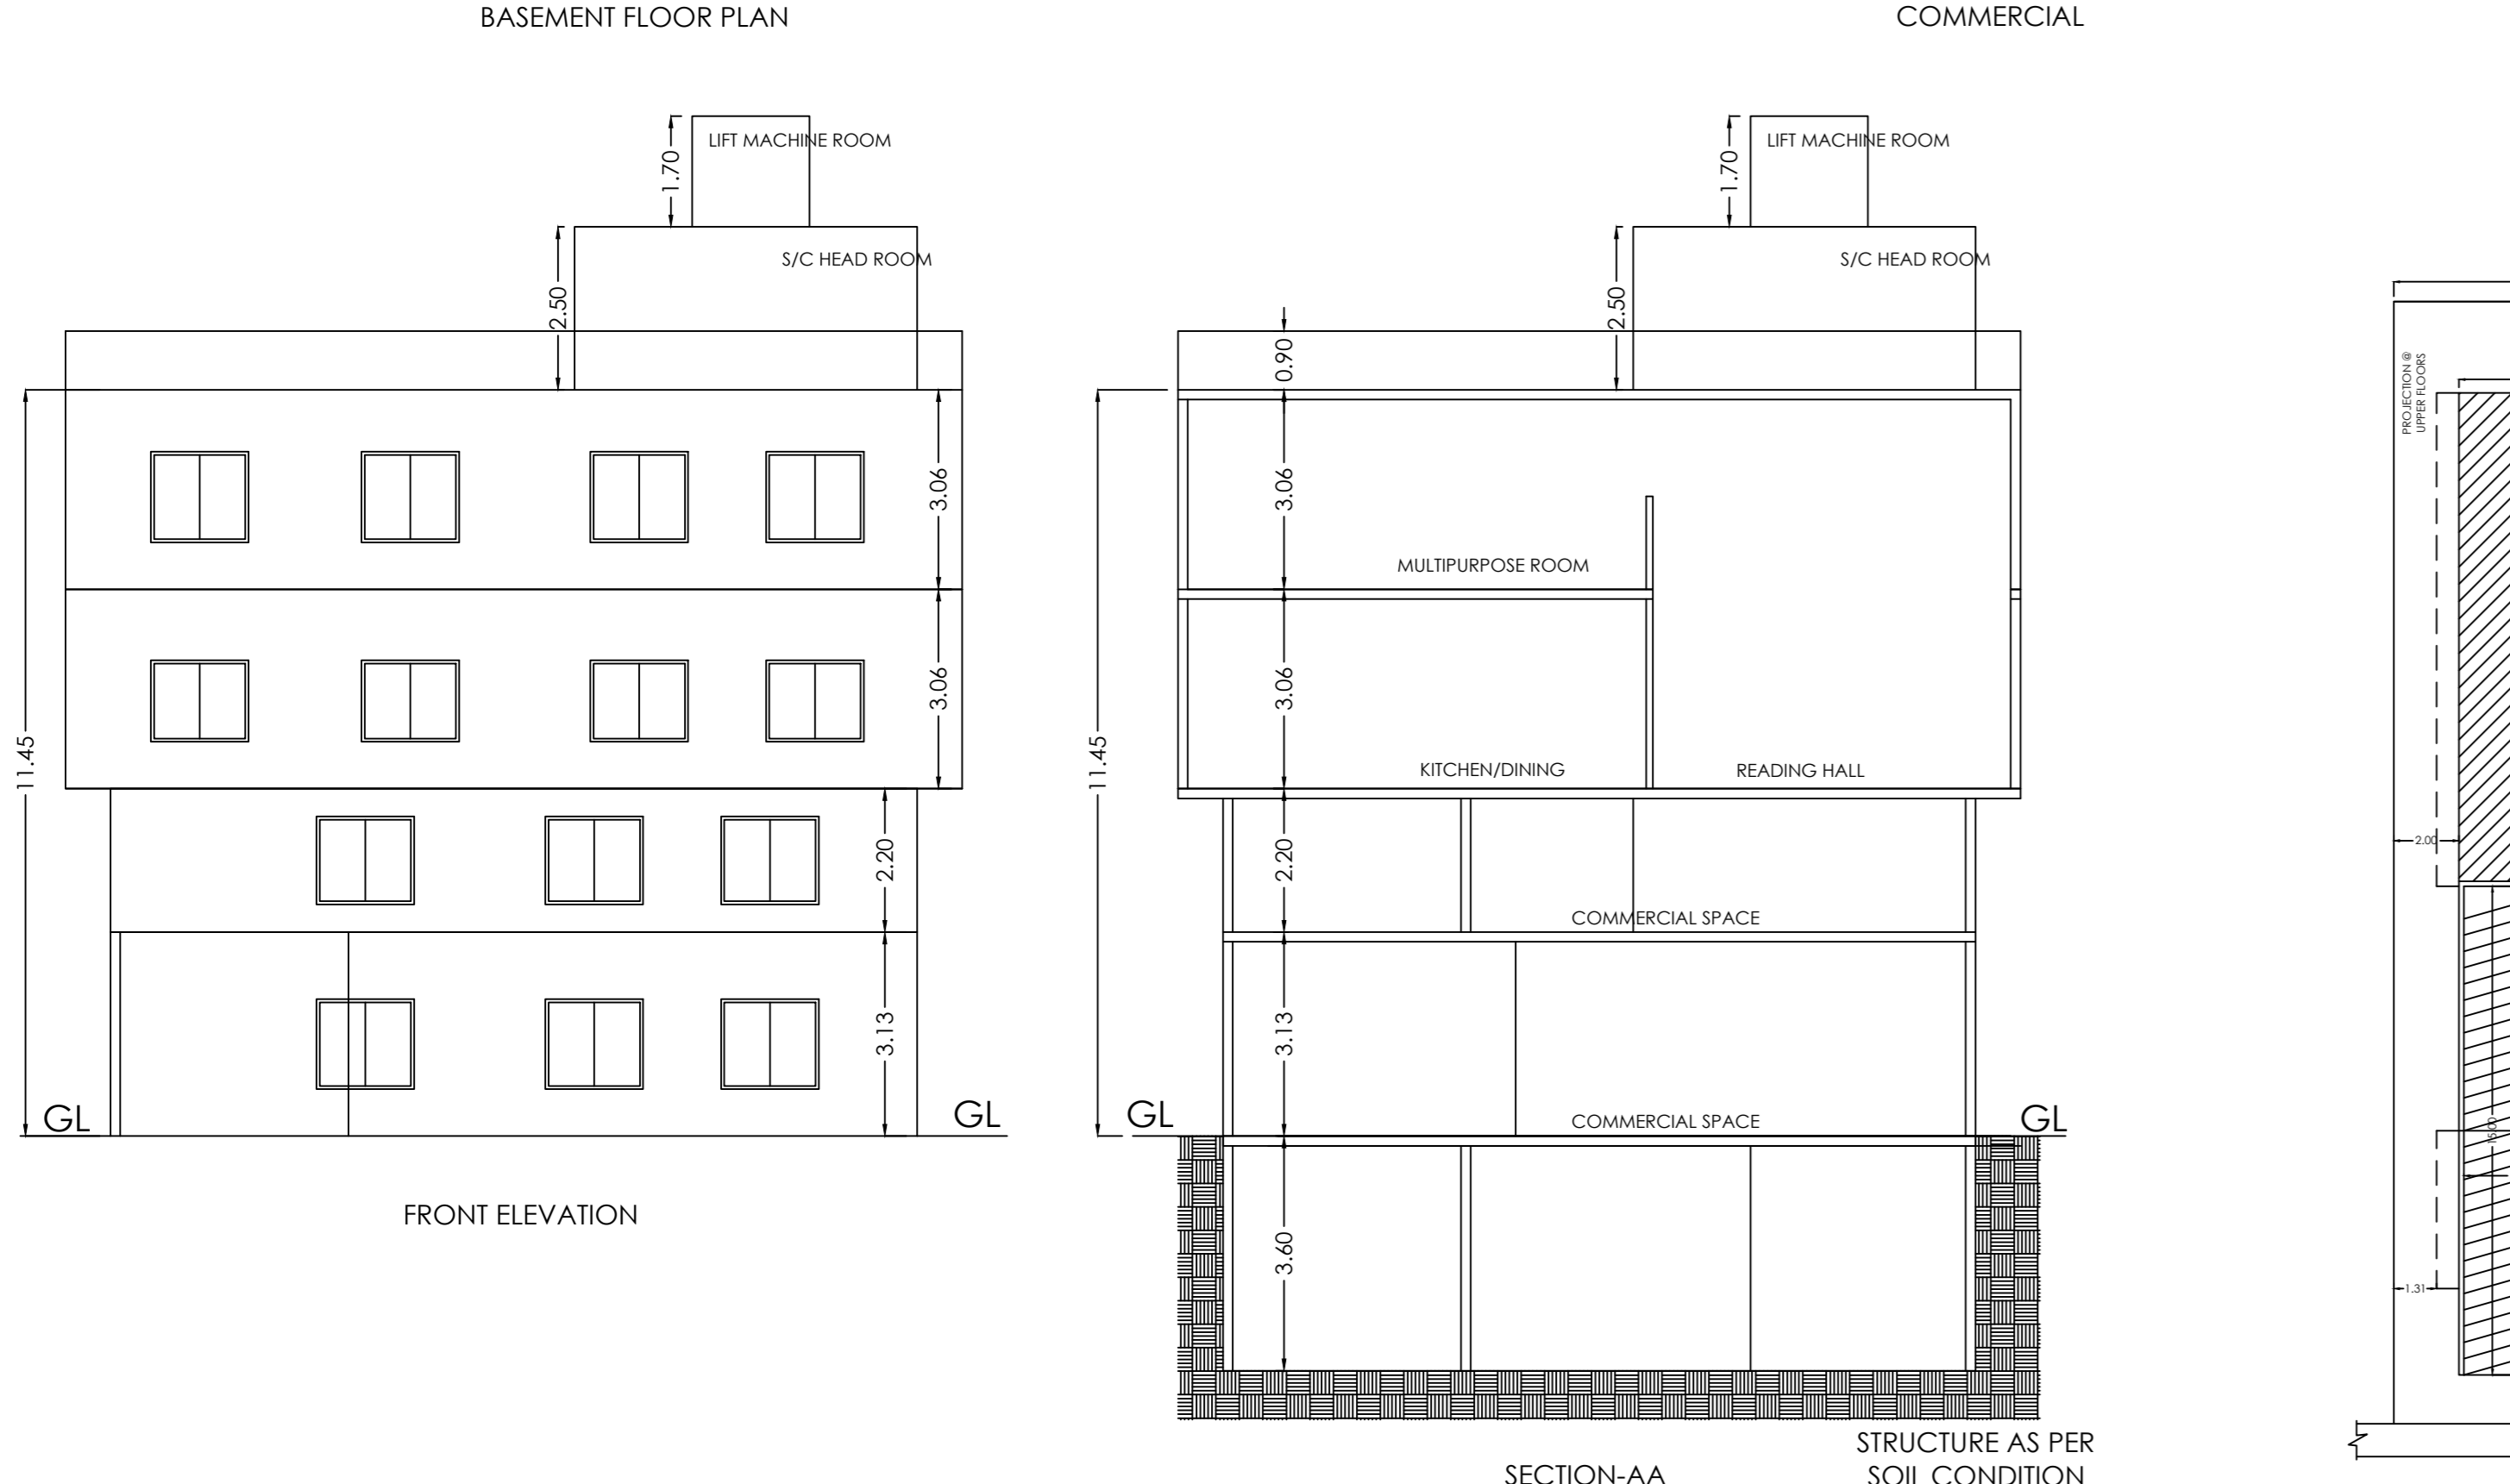 BASEMENT FLOOR PLAN
COMMERCIAL
LIFT MACHINE ROOM
1.70
S/C HEAD ROOM
2.50
3.06
3.06
11.45
2.20
3.13
GL
GL
FRONT ELEVATION
LIFT MACHINE ROOM
1.70
S/C HEAD ROOM
2.50
0.90
3.06
MULTIPURPOSE ROOM
3.06
11.45
KITCHEN/DINING
READING HALL
2.20
COMMERCIAL SPACE
3.13
COMMERCIAL SPACE
GL
GL
3.60
STRUCTURE AS PER
SOIL CONDITION
SECTION-AA
PROJECTION @
UPPER FLOORS
2.00
15.00
1.31